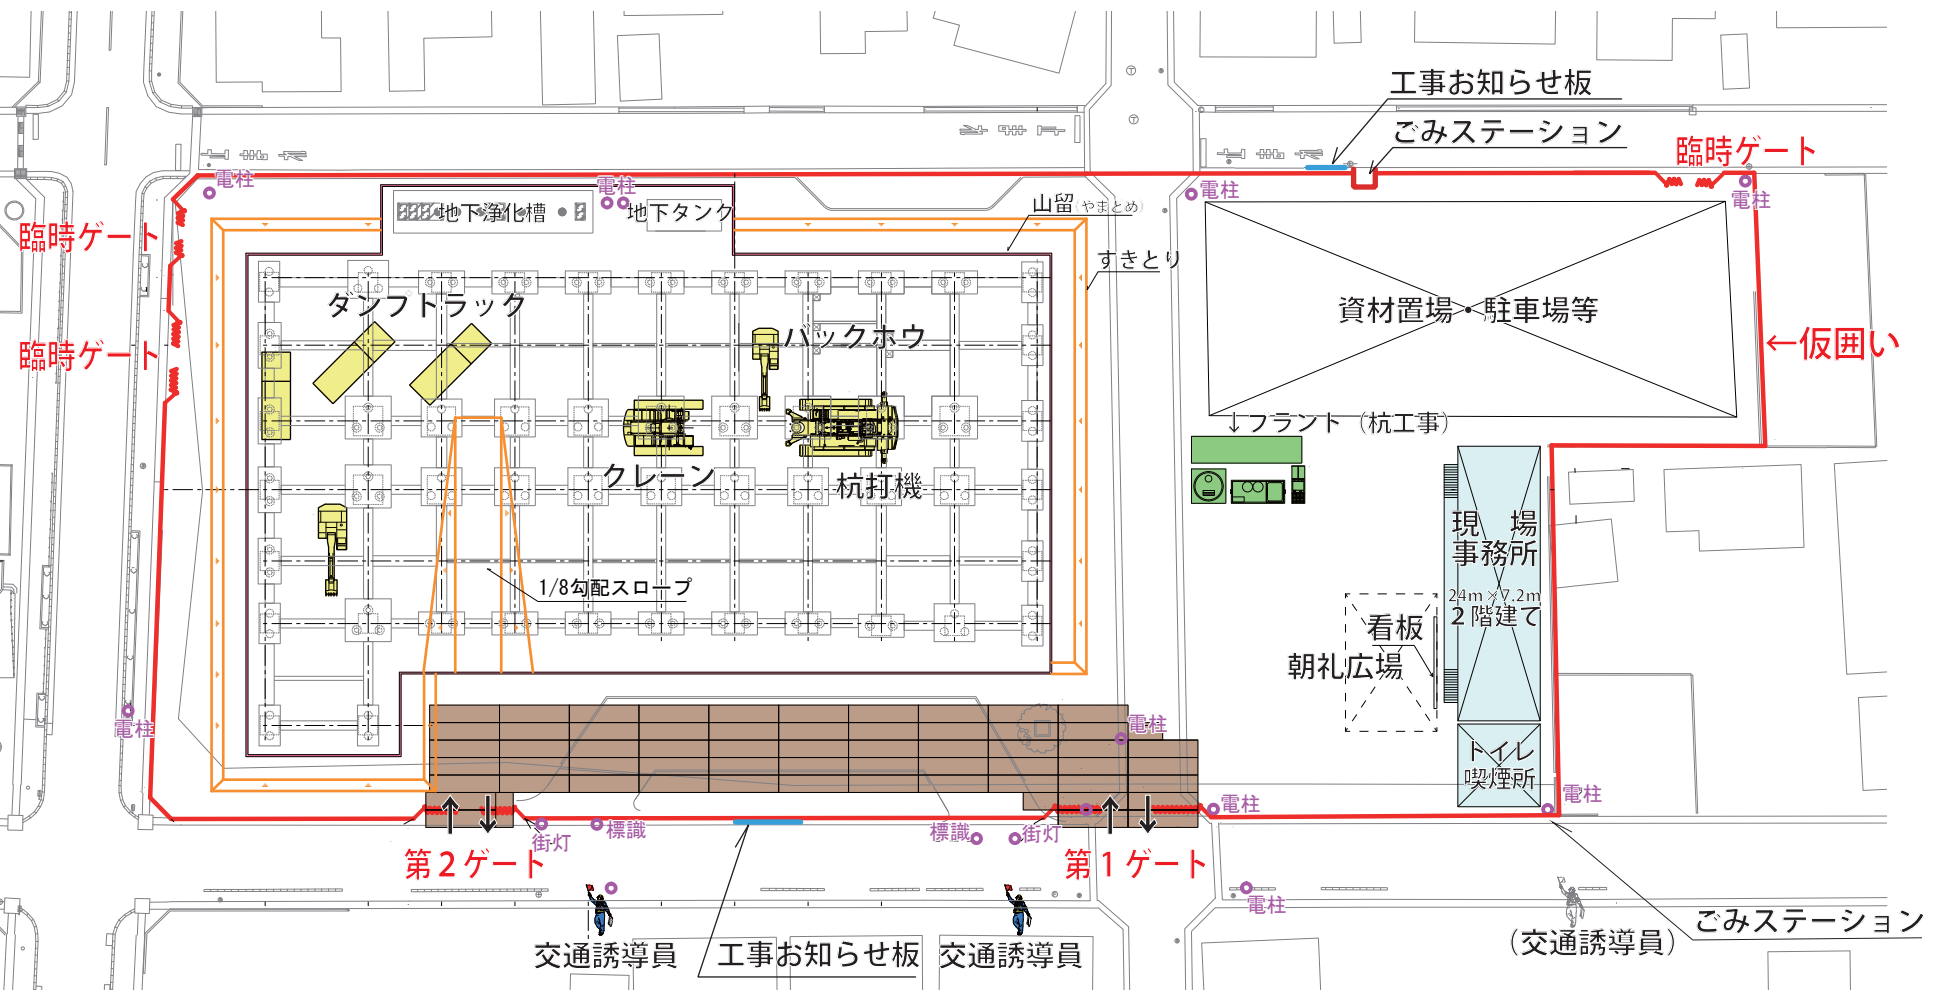 工事お知らせ板
ごみステーション
臨時ゲート
電柱
電柱
電柱
電柱
地下浄化槽
地下タンク
山留（やまとめ）
臨時ゲート
すきとり
ダンプトラック
バックホウ
資材置場・駐車場等
←仮囲い
臨時ゲート
↓プラント（杭工事）
クレーン
杭打機
1/8勾配スロープ
現場
事務所
24m×7.2m
２階建て
看板
朝礼広場
電柱
電柱
トイレ
喫煙所
電柱
電柱
街灯
標識
標識
街灯
第２ゲート
第１ゲート
電柱
交通誘導員
工事お知らせ板
交通誘導員
（交通誘導員）
ごみステーション